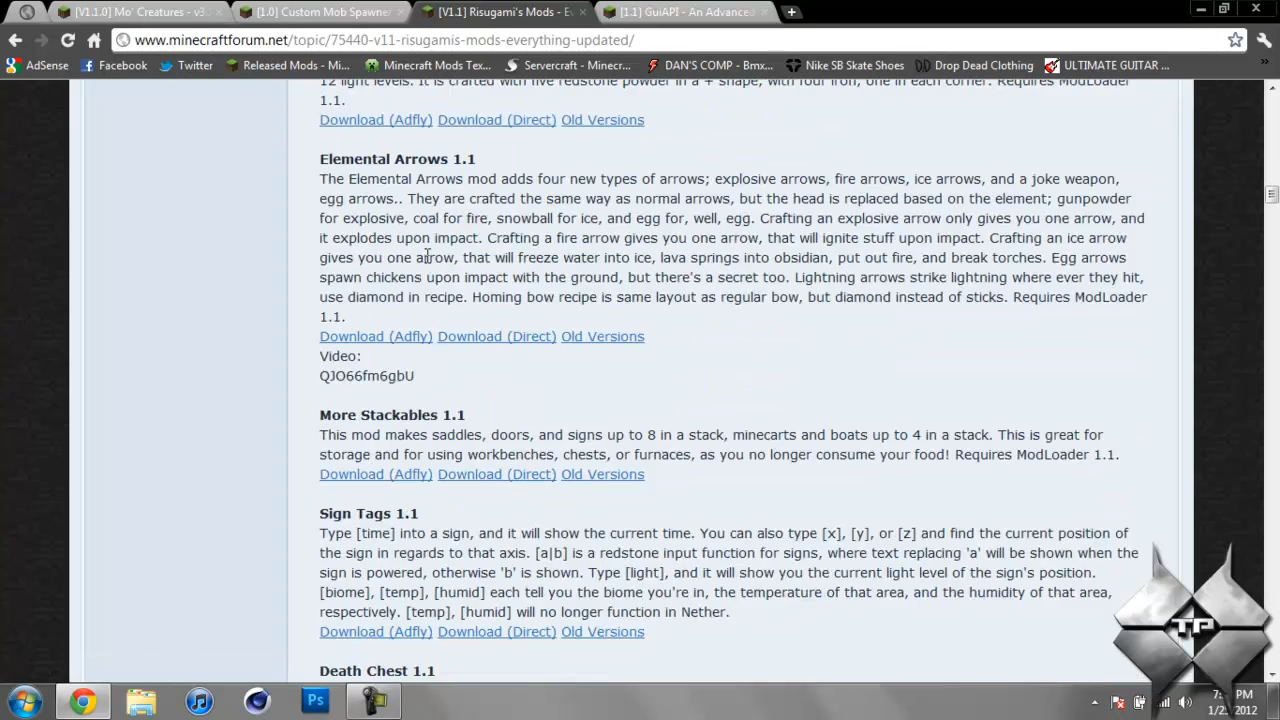 [V1.1.0] Mo' Creatures - v3.
[1.0] Custom Mob Spawner
[V1.1] Risugami's Mods - Ev
[1.1] GuiAPI - An Advanced
www.minecraftforum.net/topic/75440-v11-risugamis-mods-everything-updated/
AdSense
Facebook
Twitter
Released Mods - Mi...
Minecraft Mods Tex...
Servercraft - Minecr...
DAN'S COMP - Bmx...
Nike SB Skate Shoes
Drop Dead Clothing
ULTIMATE GUITAR ...
12 light levels. It is crafted with five redstone powder in a + shape, with four iron, one in each corner. Requires ModLoader
1.1.
Download (Adfly) Download (Direct) Old Versions
Elemental Arrows 1.1
The Elemental Arrows mod adds four new types of arrows; explosive arrows, fire arrows, ice arrows, and a joke weapon,
egg arrows.. They are crafted the same way as normal arrows, but the head is replaced based on the element; gunpowder
for explosive, coal for fire, snowball for ice, and egg for, well, egg. Crafting an explosive arrow only gives you one arrow, and
it explodes upon impact. Crafting a fire arrow gives you one arrow, that will ignite stuff upon impact. Crafting an ice arrow
gives you one arrow, that will freeze water into ice, lava springs into obsidian, put out fire, and break torches. Egg arrows
spawn chickens upon impact with the ground, but there's a secret too. Lightning arrows strike lightning where ever they hit,
use diamond in recipe. Homing bow recipe is same layout as regular bow, but diamond instead of sticks. Requires ModLoader
1.1.
Download (Adfly) Download (Direct) Old Versions
Video:
QJO66fm6gbU
More Stackables 1.1
This mod makes saddles, doors, and signs up to 8 in a stack, minecarts and boats up to 4 in a stack. This is great for
storage and for using workbenches, chests, or furnaces, as you no longer consume your food! Requires ModLoader 1.1.
Download (Adfly) Download (Direct) Old Versions
Sign Tags 1.1
Type [time] into a sign, and it will show the current time. You can also type [x], [y], or [z] and find the current position of
the sign in regards to that axis. [a|b] is a redstone input function for signs, where text replacing 'a' will be shown when the
sign is powered, otherwise 'b' is shown. Type [light], and it will show you the current light level of the sign's position.
[biome], [temp], [humid] each tell you the biome you're in, the temperature of that area, and the humidity of that area,
respectively. [temp], [humid] will no longer function in Nether.
Download (Adfly) Download (Direct) Old Versions
Death Chest 1.1
TP
Ps
PM